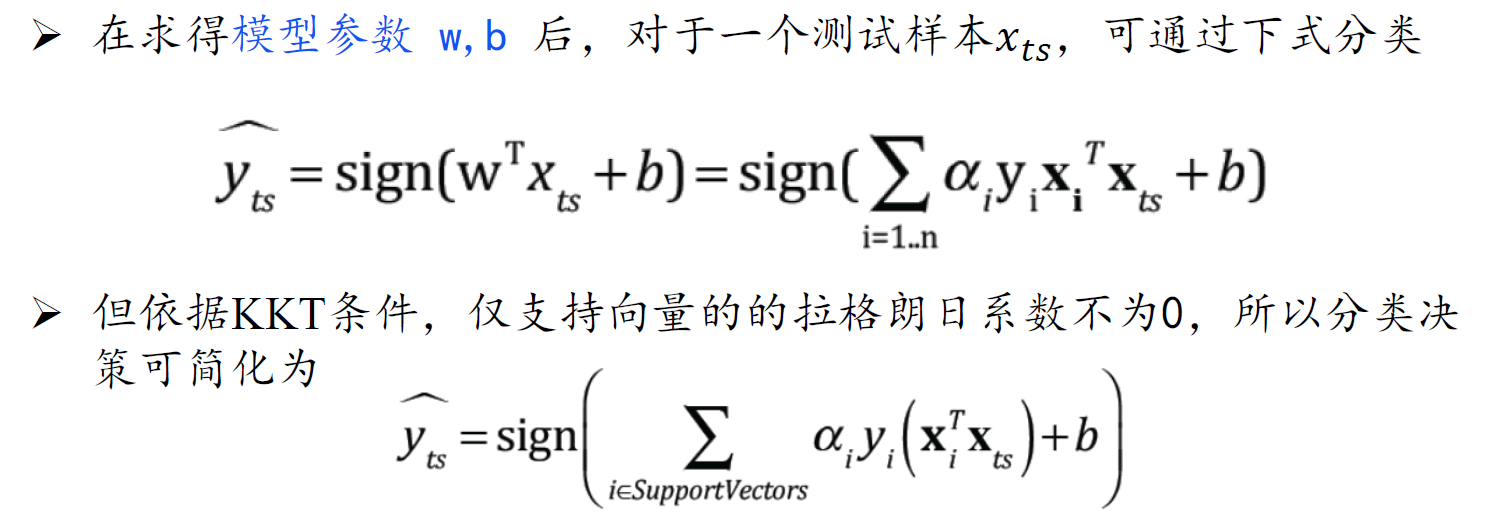 ➢ 在求得模型参数 w,b 后，对于一个测试样本$x_{ts}$，可通过下式分类
$\widehat{y_{ts}} = \text{sign}(\mathrm{w}^{\mathrm{T}}x_{ts}+b) = \text{sign}(\sum_{\mathrm{i}=1..\mathrm{n}} \alpha_i \mathrm{y}_{\mathrm{i}} \mathbf{x_i}^T \mathbf{x}_{ts}+b)$
➢ 但依据KKT条件，仅支持向量的的拉格朗日系数不为0，所以分类决
策可简化为
$\widehat{y_{ts}} = \text{sign}\left(\sum_{i \in SupportVectors} \alpha_i y_i \left(\mathbf{x}_i^T \mathbf{x}_{ts}\right)+b\right)$